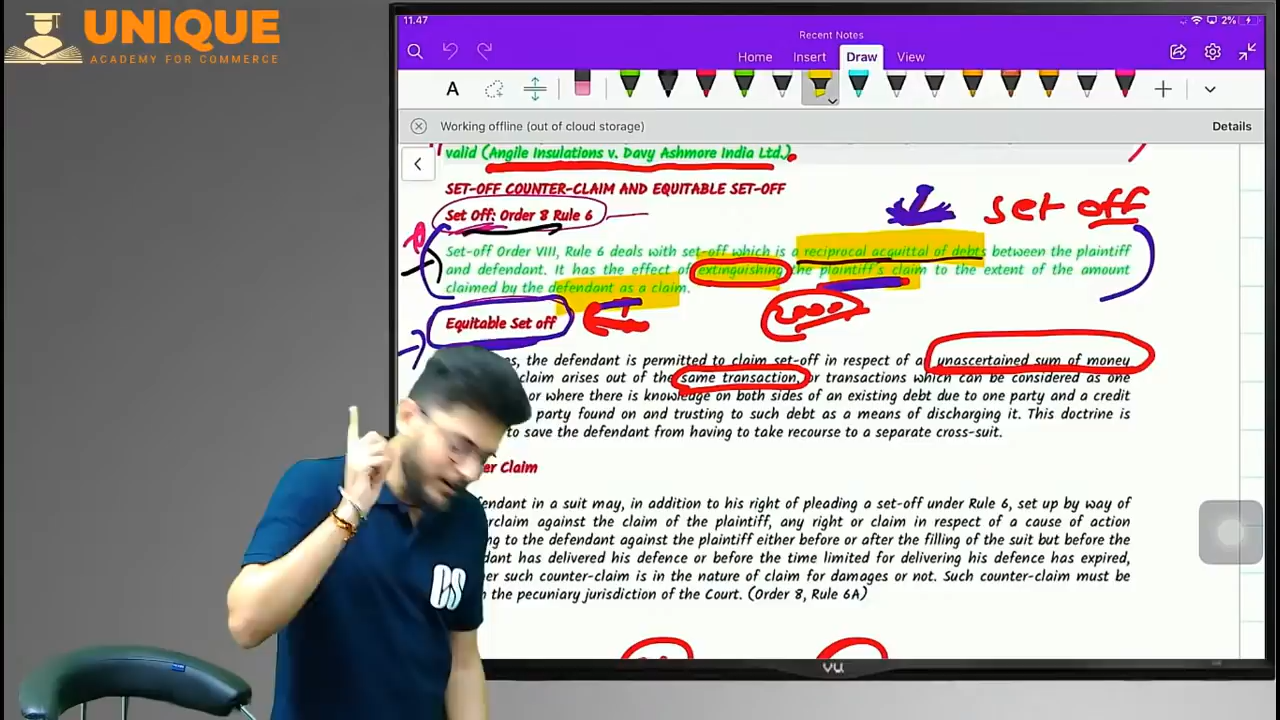 UNIQUE
ACADEMY FOR COMMERCE
11.47
2%
Recent Notes
Home Insert Draw View
A
Working offline (out of cloud storage) Details
valid (Angile Insulations v. Davy Ashmore India Ltd.).
SET-OFF COUNTER-CLAIM AND EQUITABLE SET-OFF
set off
Set Off: Order 8 Rule 6
Set-off Order VIII, Rule 6 deals with set-off which is a reciprocal acquittal of debts between the plaintiff
and defendant. It has the effect of extinguishing the plaintiff's claim to the extent of the amount
claimed by the defendant as a claim.
2000
Equitable Set off
the defendant is permitted to claim set-off in respect of an unascertained sum of money
claim arises out of the same transaction, or transactions which can be considered as one
or where there is knowledge on both sides of an existing debt due to one party and a credit
party found on and trusting to such debt as a means of discharging it. This doctrine is
to save the defendant from having to take recourse to a separate cross-suit.
Claim
in a suit may, in addition to his right of pleading a set-off under Rule 6, set up by way of
against the claim of the plaintiff, any right or claim in respect of a cause of action
to the defendant against the plaintiff either before or after the filling of the suit but before the
has delivered his defence or before the time limited for delivering his defence has expired,
such counter-claim is in the nature of claim for damages or not. Such counter-claim must be
the pecuniary jurisdiction of the Court. (Order 8, Rule 6A)
CS
vu